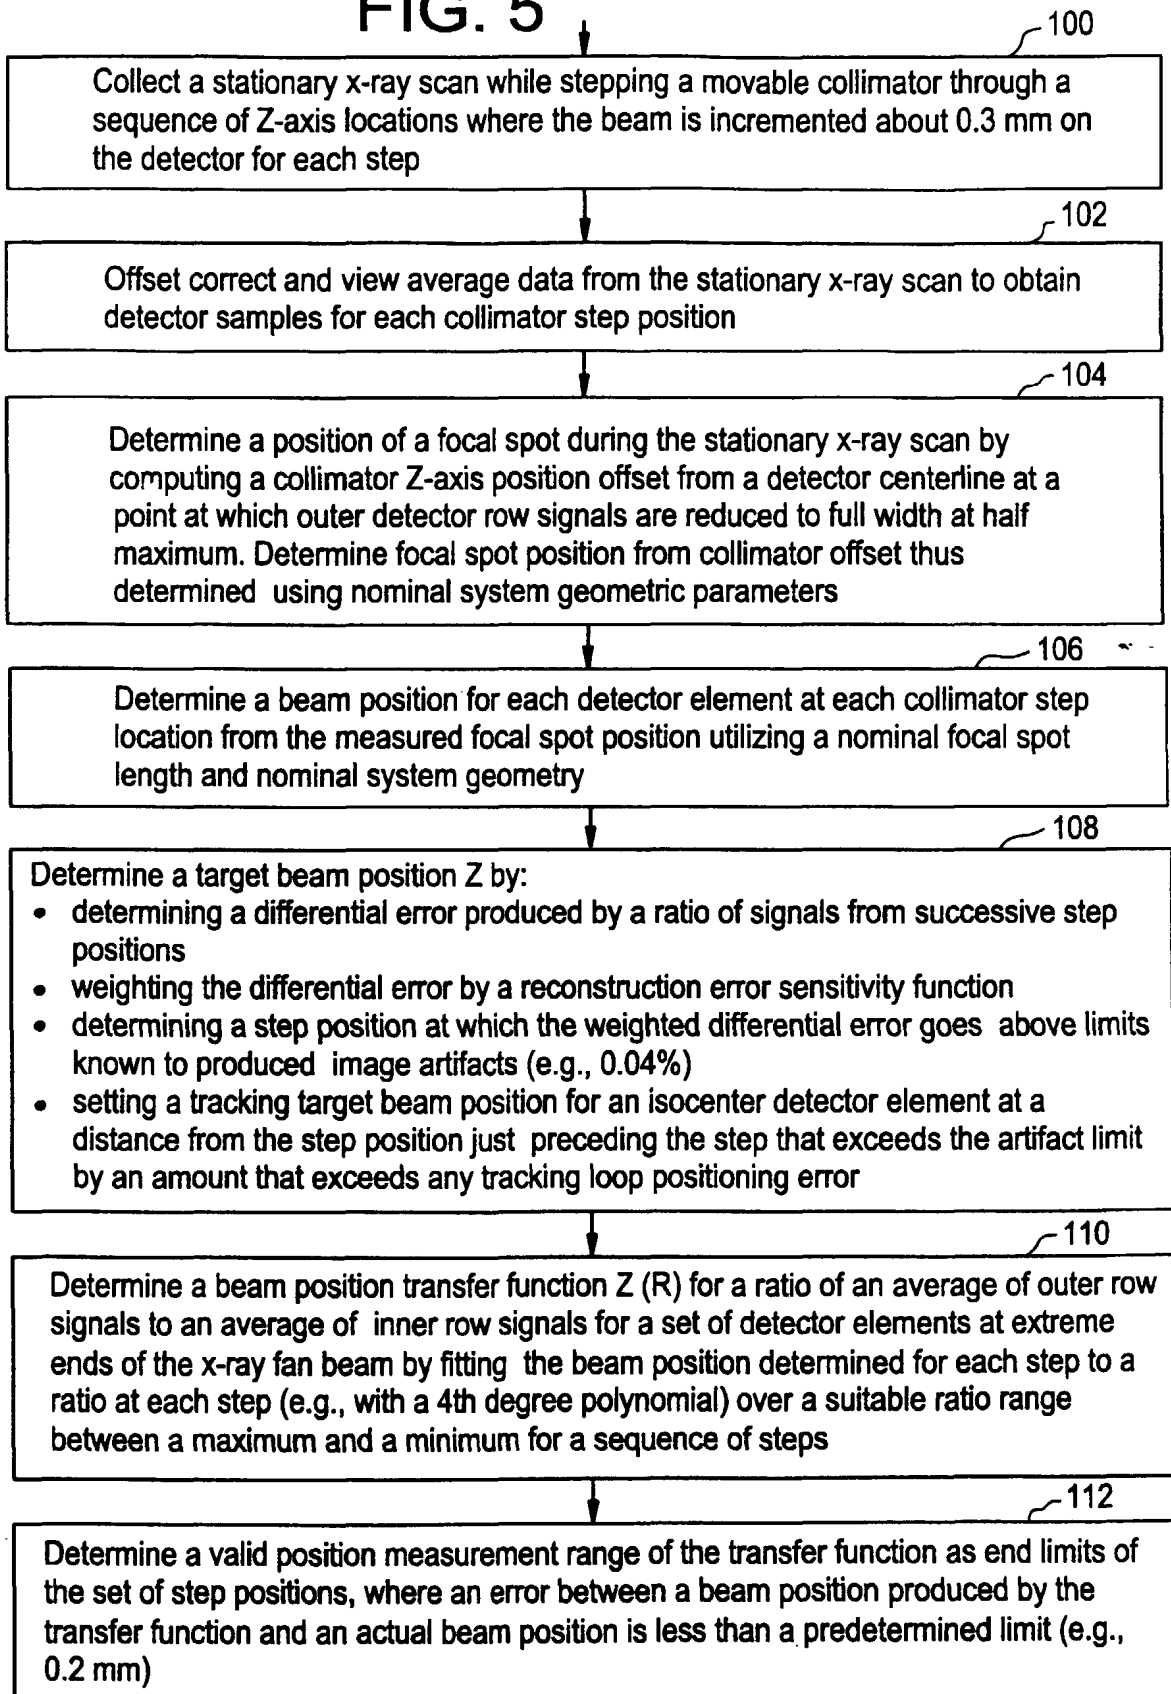 FIG. 5
100
Collect a stationary x-ray scan while stepping a movable collimator through a
sequence of Z-axis locations where the beam is incremented about 0.3 mm on
the detector for each step
102
Offset correct and view average data from the stationary x-ray scan to obtain
detector samples for each collimator step position
104
Determine a position of a focal spot during the stationary x-ray scan by
computing a collimator Z-axis position offset from a detector centerline at a
point at which outer detector row signals are reduced to full width at half
maximum. Determine focal spot position from collimator offset thus
determined using nominal system geometric parameters
106
Determine a beam position for each detector element at each collimator step
location from the measured focal spot position utilizing a nominal focal spot
length and nominal system geometry
108
Determine a target beam position Z by:
• determining a differential error produced by a ratio of signals from successive step
positions
• weighting the differential error by a reconstruction error sensitivity function
• determining a step position at which the weighted differential error goes above limits
known to produced image artifacts (e.g., 0.04%)
• setting a tracking target beam position for an isocenter detector element at a
distance from the step position just preceding the step that exceeds the artifact limit
by an amount that exceeds any tracking loop positioning error
110
Determine a beam position transfer function Z (R) for a ratio of an average of outer row
signals to an average of inner row signals for a set of detector elements at extreme
ends of the x-ray fan beam by fitting the beam position determined for each step to a
ratio at each step (e.g., with a 4th degree polynomial) over a suitable ratio range
between a maximum and a minimum for a sequence of steps
112
Determine a valid position measurement range of the transfer function as end limits of
the set of step positions, where an error between a beam position produced by the
transfer function and an actual beam position is less than a predetermined limit (e.g.,
0.2 mm)